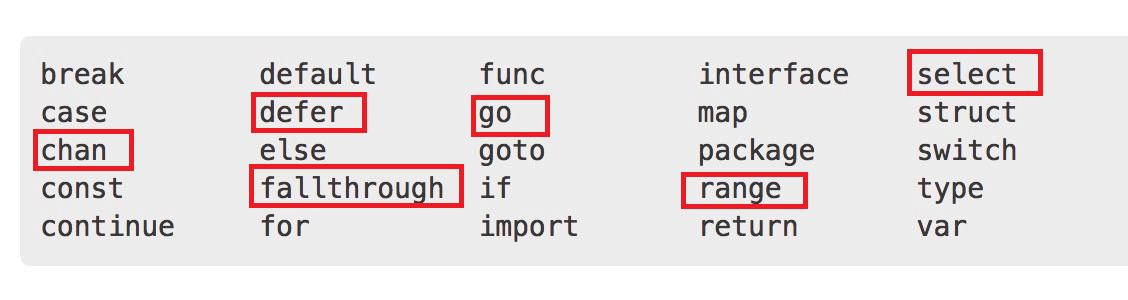 break default func interface select
case defer go map struct
chan else goto package switch
const fallthrough if range type
continue for import return var